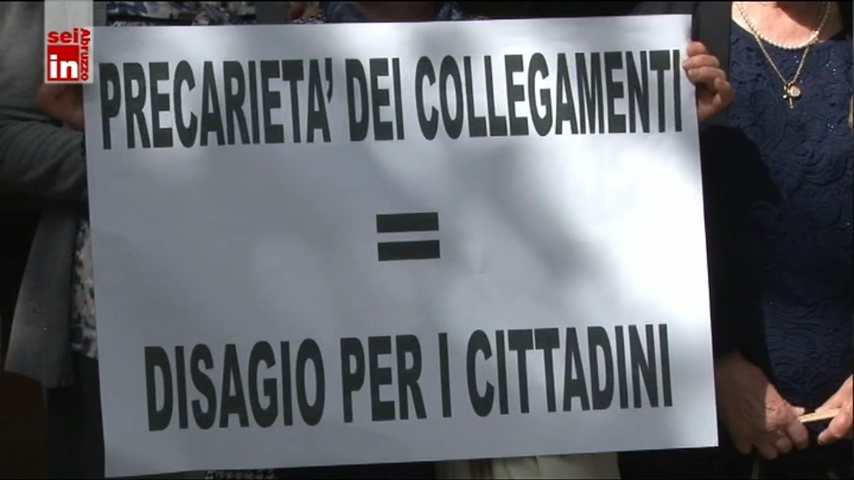 sei
in
Abruzzo
PRECARIETA' DEI COLLEGAMENTI
=
DISAGIO PER I CITTADINI